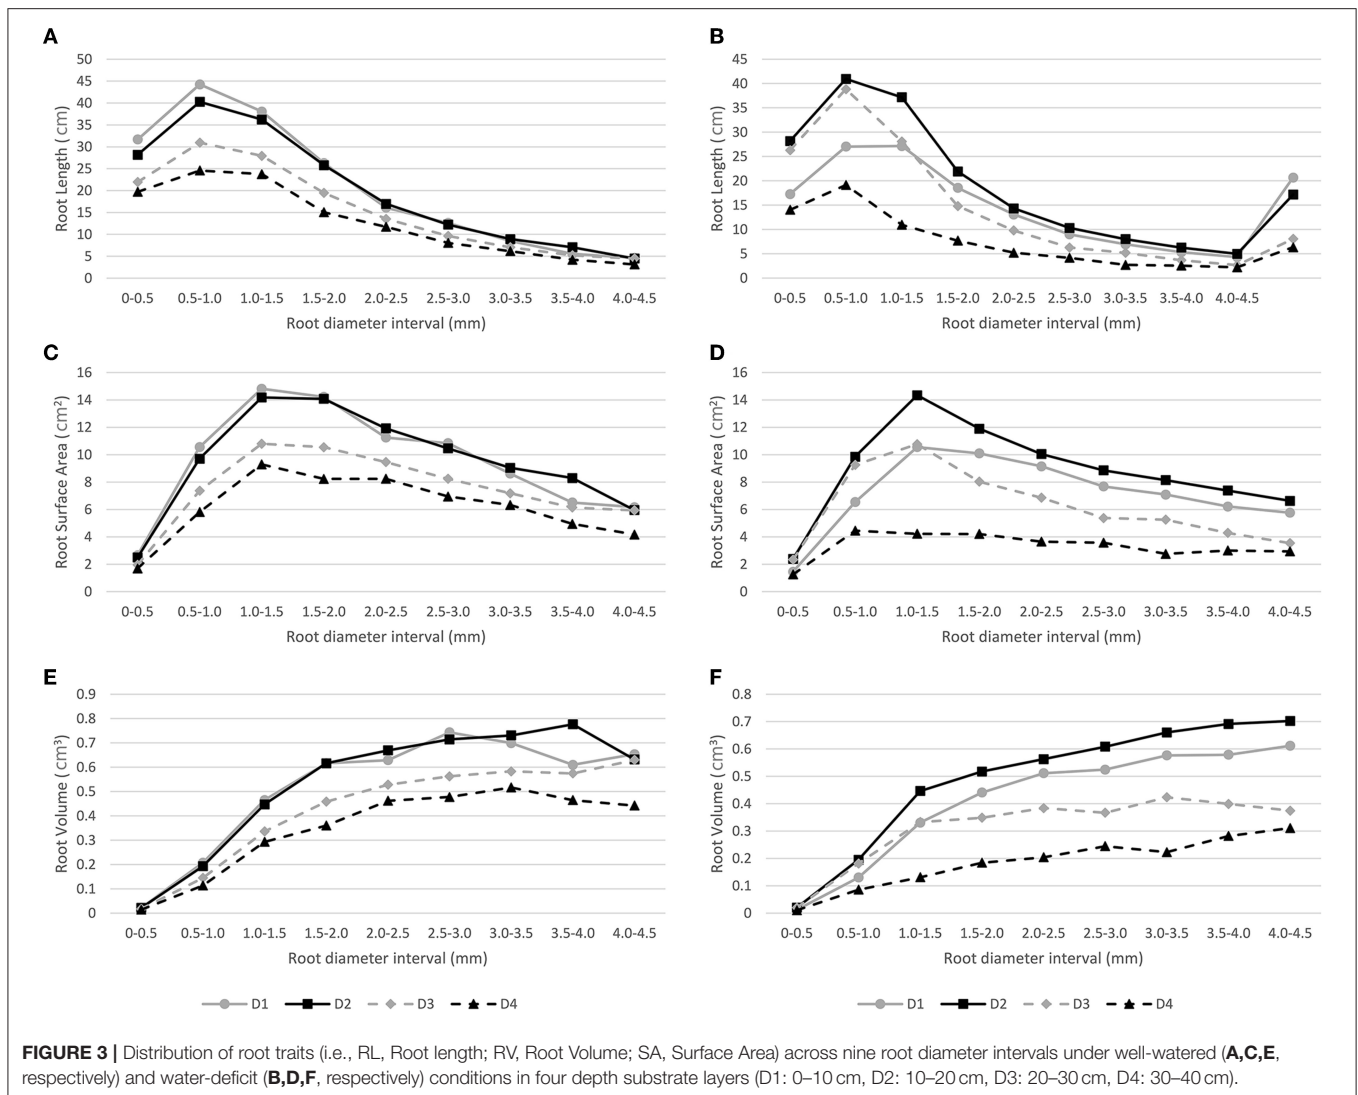 A
50
45
40
35
30
25
20
15
10
5
0
Root Length ( cm)
0-0.5 0.5-1.0 1.0-1.5 1.5-2.0 2.0-2.5 2.5-3.0 3.0-3.5 3.5-4.0 4.0-4.5
Root diameter interval (mm)
B
45
40
35
30
25
20
15
10
5
0
Root Length ( cm)
0-0.5 0.5-1.0 1.0-1.5 1.5-2.0 2.0-2.5 2.5-3.0 3.0-3.5 3.5-4.0 4.0-4.5
Root diameter interval (mm)
C
16
14
12
10
8
6
4
2
0
Root Surface Area ( cm²)
0-0.5 0.5-1.0 1.0-1.5 1.5-2.0 2.0-2.5 2.5-3.0 3.0-3.5 3.5-4.0 4.0-4.5
Root diameter interval (mm)
D
16
14
12
10
8
6
4
2
0
Root Surface Area ( cm²)
0-0.5 0.5-1.0 1.0-1.5 1.5-2.0 2.0-2.5 2.5-3.0 3.0-3.5 3.5-4.0 4.0-4.5
Root diameter interval (mm)
E
0.9
0.8
0.7
0.6
0.5
0.4
0.3
0.2
0.1
0
Root Volume ( cm³)
0-0.5 0.5-1.0 1.0-1.5 1.5-2.0 2.0-2.5 2.5-3.0 3.0-3.5 3.5-4.0 4.0-4.5
Root diameter interval (mm)
D1 D2 D3 D4
F
0.8
0.7
0.6
0.5
0.4
0.3
0.2
0.1
0
Root Volume ( cm³)
0-0.5 0.5-1.0 1.0-1.5 1.5-2.0 2.0-2.5 2.5-3.0 3.0-3.5 3.5-4.0 4.0-4.5
Root diameter interval (mm)
D1 D2 D3 D4
FIGURE 3 | Distribution of root traits (i.e., RL, Root length; RV, Root Volume; SA, Surface Area) across nine root diameter intervals under well-watered (A,C,E,
respectively) and water-deficit (B,D,F, respectively) conditions in four depth substrate layers (D1: 0–10 cm, D2: 10–20 cm, D3: 20–30 cm, D4: 30–40 cm).